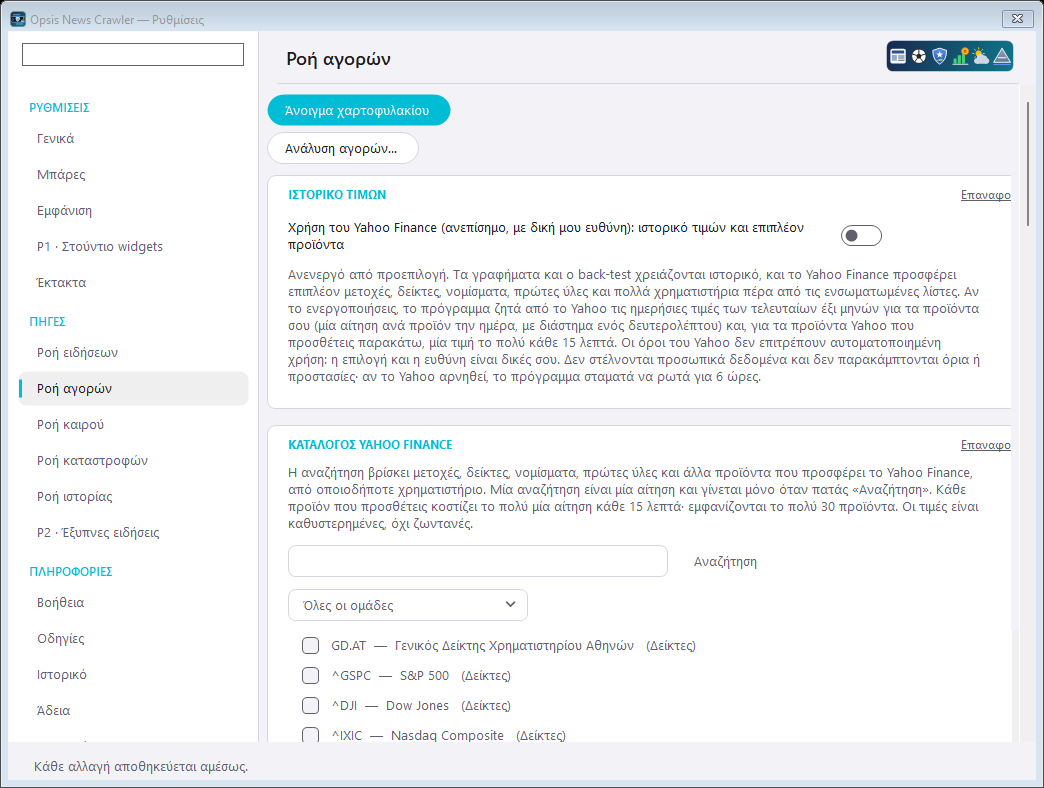 Opsis News Crawler — Ρυθμίσεις
ΡΥΘΜΙΣΕΙΣ
Γενικά
Μπάρες
Εμφάνιση
P1 · Στούντιο widgets
Έκτακτα
ΠΗΓΕΣ
Ροή ειδήσεων
Ροή αγορών
Ροή καιρού
Ροή καταστροφών
Ροή ιστορίας
P2 · Έξυπνες ειδήσεις
ΠΛΗΡΟΦΟΡΙΕΣ
Βοήθεια
Οδηγίες
Ιστορικό
Άδεια
Ροή αγορών
Άνοιγμα χαρτοφυλακίου
Ανάλυση αγορών...
ΙΣΤΟΡΙΚΟ ΤΙΜΩΝ
Επαναφο
Χρήση του Yahoo Finance (ανεπίσημο, με δική μου ευθύνη): ιστορικό τιμών και επιπλέον
προϊόντα
Ανενεργό από προεπιλογή. Τα γραφήματα και ο back-test χρειάζονται ιστορικό, και το Yahoo Finance προσφέρει
επιπλέον μετοχές, δείκτες, νομίσματα, πρώτες ύλες και πολλά χρηματιστήρια πέρα από τις ενσωματωμένες λίστες. Αν
το ενεργοποιήσεις, το πρόγραμμα ζητά από το Yahoo τις ημερήσιες τιμές των τελευταίων έξι μηνών για τα προϊόντα
σου (μία αίτηση ανά προϊόν την ημέρα, με διάστημα ενός δευτερολέπτου) και, για τα προϊόντα Yahoo που
προσθέτεις παρακάτω, μία τιμή το πολύ κάθε 15 λεπτά. Οι όροι του Yahoo δεν επιτρέπουν αυτοματοποιημένη
χρήση: η επιλογή και η ευθύνη είναι δικές σου. Δεν στέλνονται προσωπικά δεδομένα και δεν παρακάμπτονται όρια ή
προστασίες· αν το Yahoo αρνηθεί, το πρόγραμμα σταματά να ρωτά για 6 ώρες.
ΚΑΤΑΛΟΓΟΣ YAHOO FINANCE
Επαναφο
Η αναζήτηση βρίσκει μετοχές, δείκτες, νομίσματα, πρώτες ύλες και άλλα προϊόντα που προσφέρει το Yahoo Finance,
από οποιοδήποτε χρηματιστήριο. Μία αναζήτηση είναι μία αίτηση και γίνεται μόνο όταν πατάς «Αναζήτηση». Κάθε
προϊόν που προσθέτεις κοστίζει το πολύ μία αίτηση κάθε 15 λεπτά· εμφανίζονται το πολύ 30 προϊόντα. Οι τιμές είναι
καθυστερημένες, όχι ζωντανές.
Αναζήτηση
Όλες οι ομάδες
GD.AT — Γενικός Δείκτης Χρηματιστηρίου Αθηνών (Δείκτες)
^GSPC — S&P 500 (Δείκτες)
^DJI — Dow Jones (Δείκτες)
^IXIC — Nasdaq Composite (Δείκτες)
Κάθε αλλαγή αποθηκεύεται αμέσως.